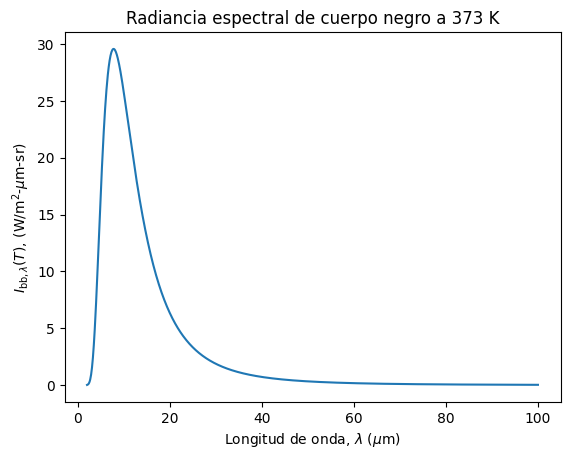 Radiancia espectral de cuerpo negro a 373 K
30
25
20
15
10
5
0
I_bb,λ(T), (W/m²-μm-sr)
0 20 40 60 80 100
Longitud de onda, λ (μm)